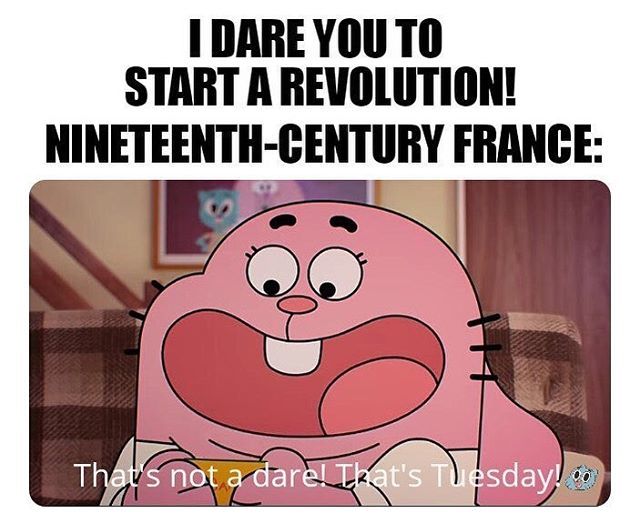 I DARE YOU TO
START A REVOLUTION!
NINETEENTH-CENTURY FRANCE:
That's not a dare! That's Tuesday!